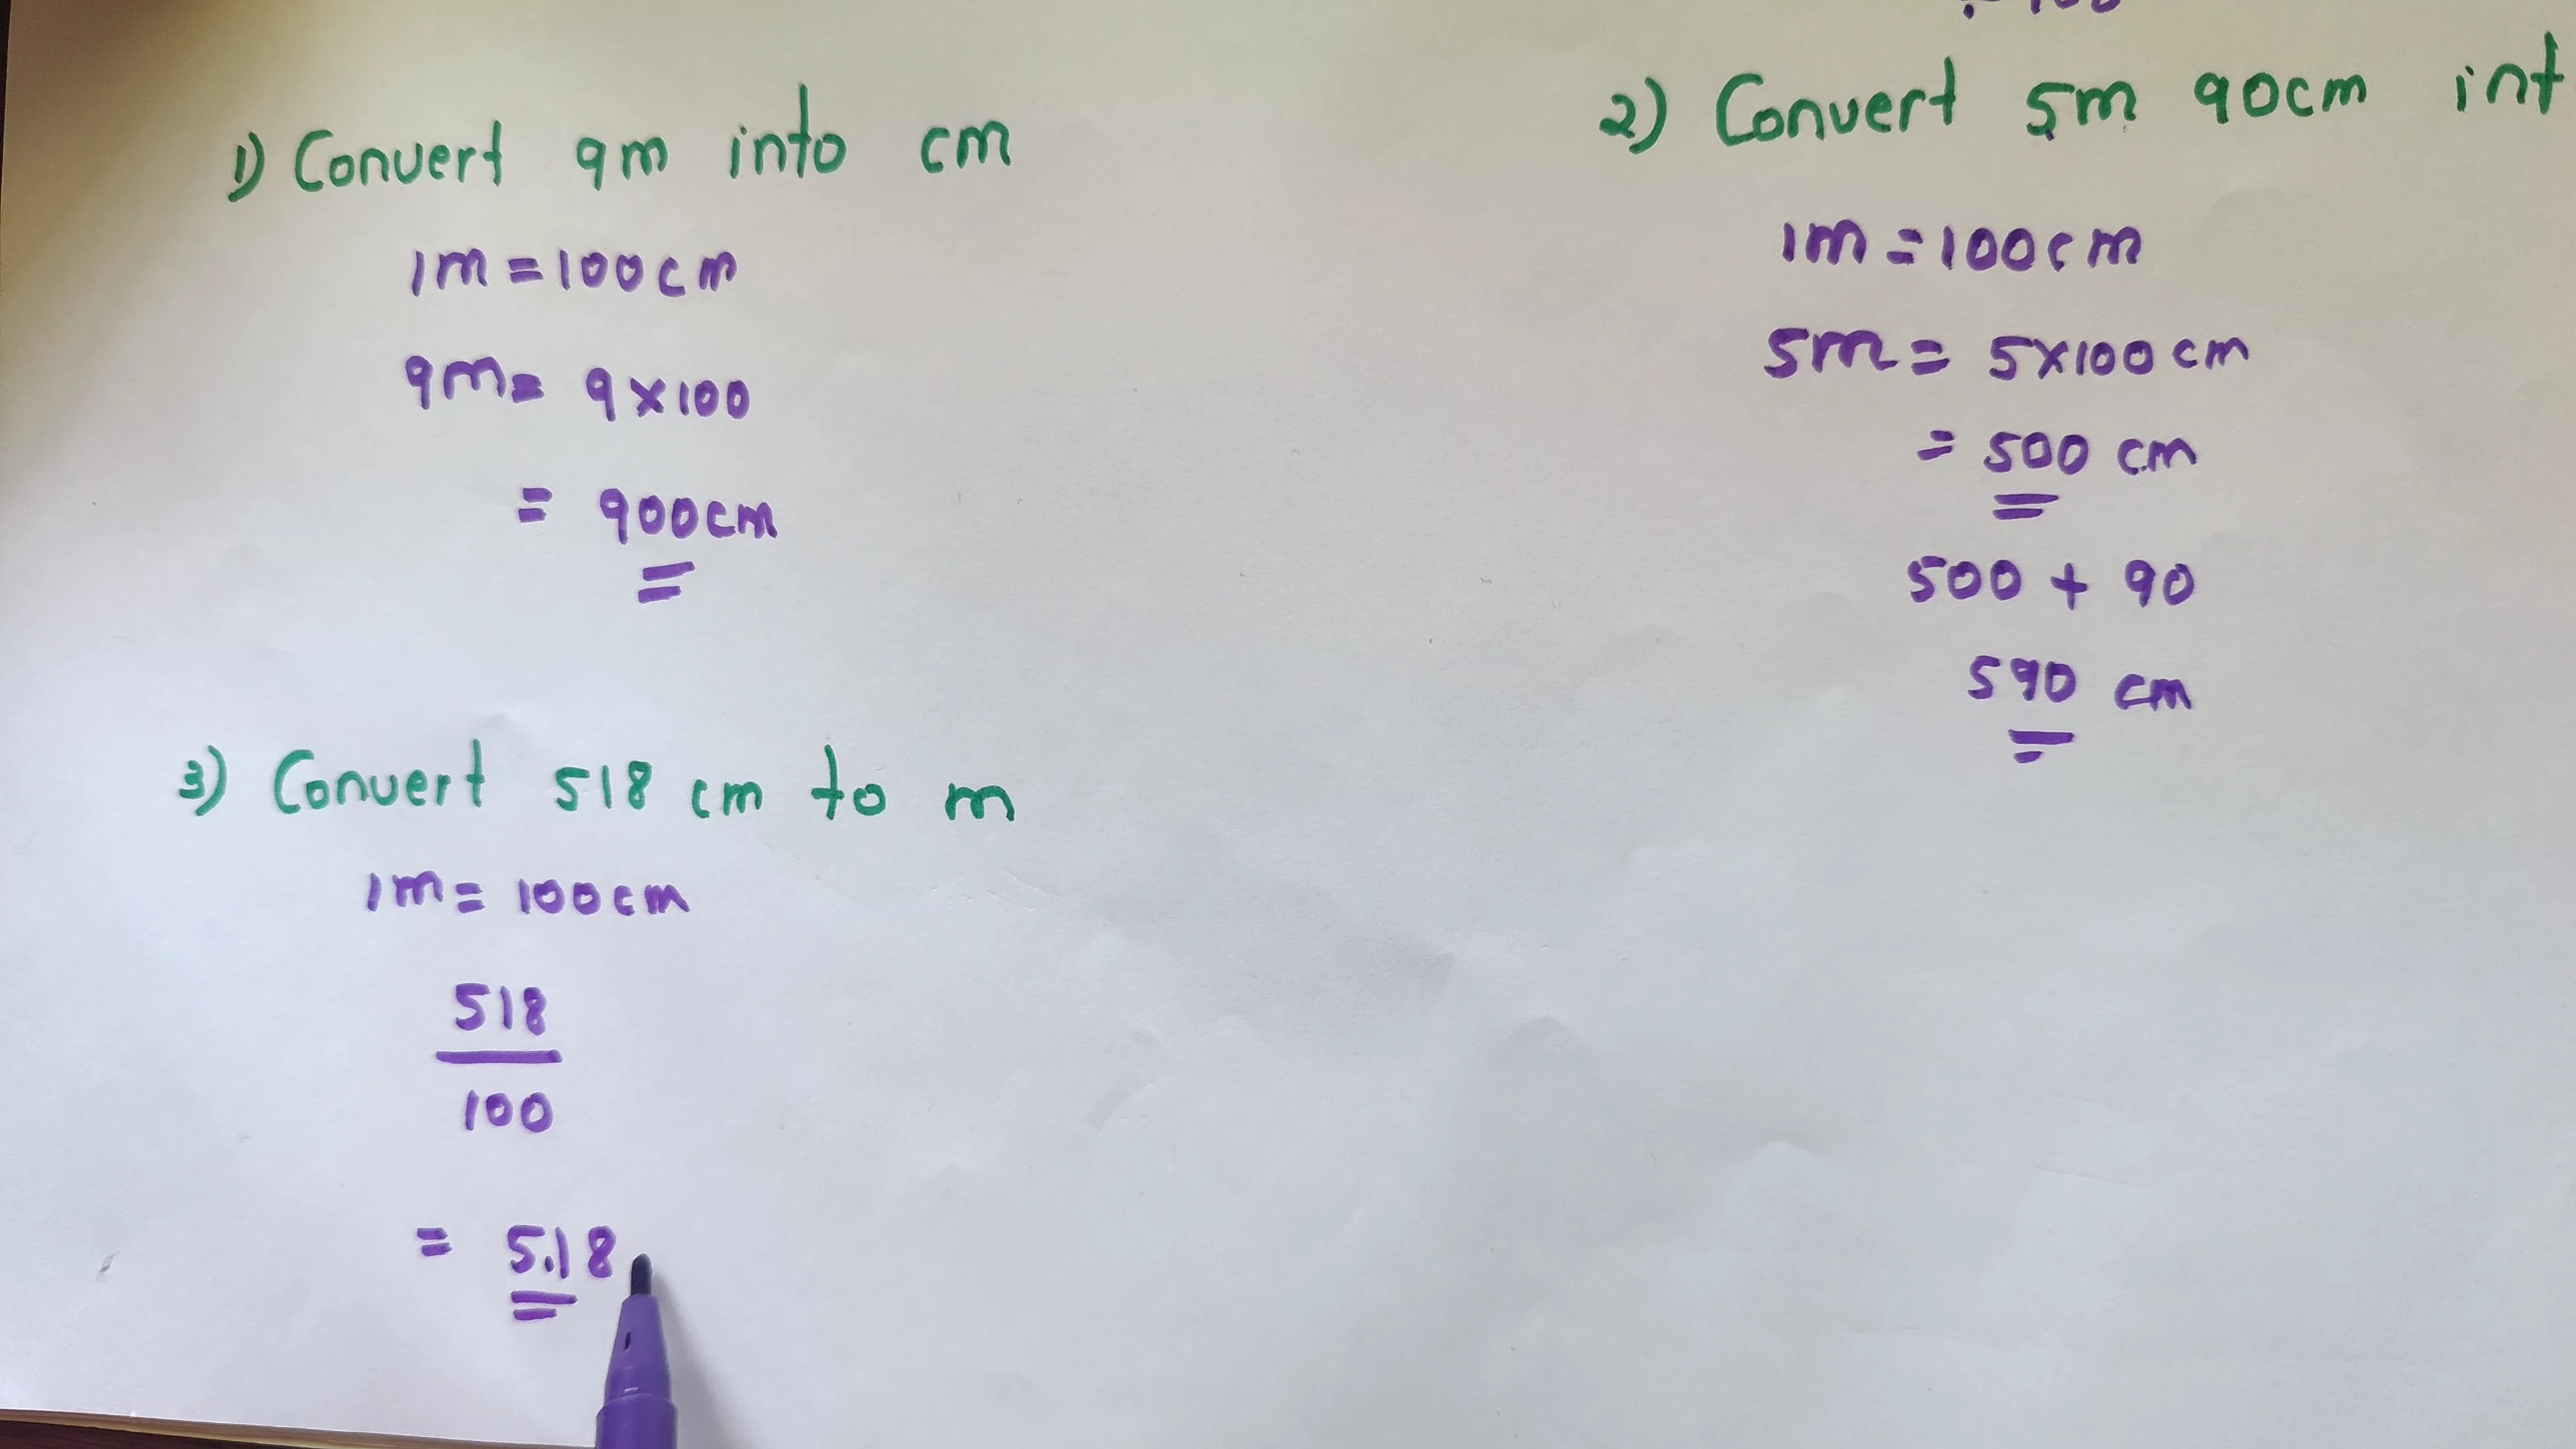 1) Convert 9m into cm
1m = 100cm
9m = 9 × 100
= 900cm
2) Convert 5m 90cm int
1m = 100cm
5m = 5×100 cm
= 500 cm
500 + 90
590 cm
3) Convert 518 cm to m
1m = 100cm
518
100
= 5.18